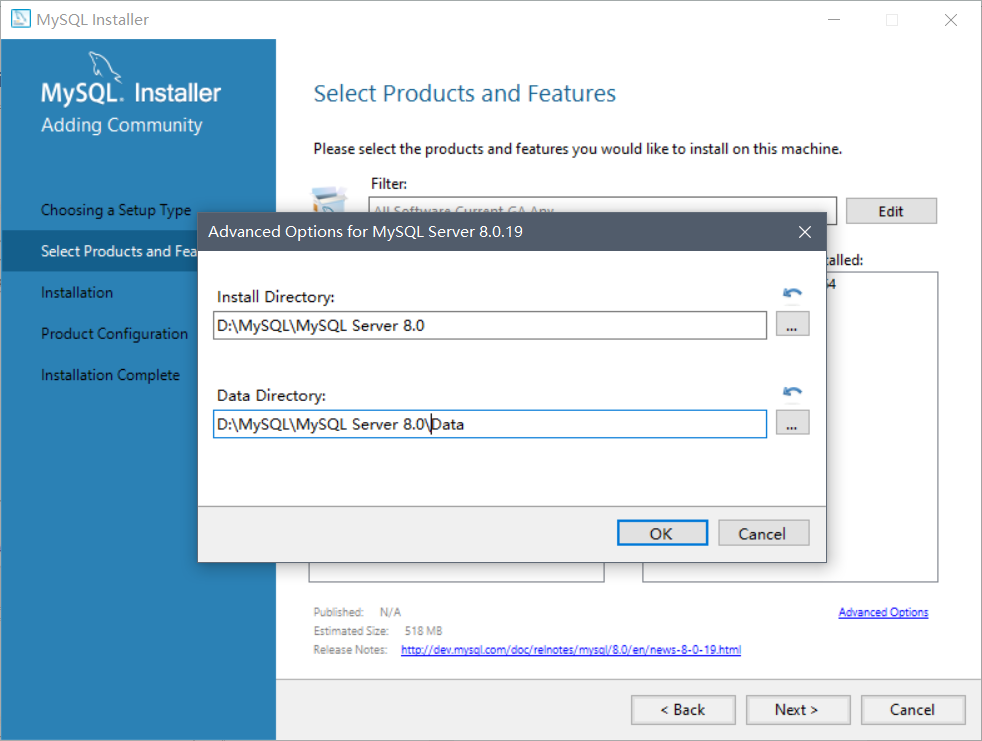 MySQL Installer
MySQL. Installer
Adding Community
Choosing a Setup Type
Select Products and Fea
Installation
Product Configuration
Installation Complete
Select Products and Features
Please select the products and features you would like to install on this machine.
Filter:
All Software,Current GA,Any
Edit
alled:
64
Advanced Options for MySQL Server 8.0.19
Install Directory:
D:\MySQL\MySQL Server 8.0
...
Data Directory:
D:\MySQL\MySQL Server 8.0\Data
...
OK
Cancel
Published: N/A
Advanced Options
Estimated Size: 518 MB
Release Notes: http://dev.mysql.com/doc/relnotes/mysql/8.0/en/news-8-0-19.html
< Back
Next >
Cancel